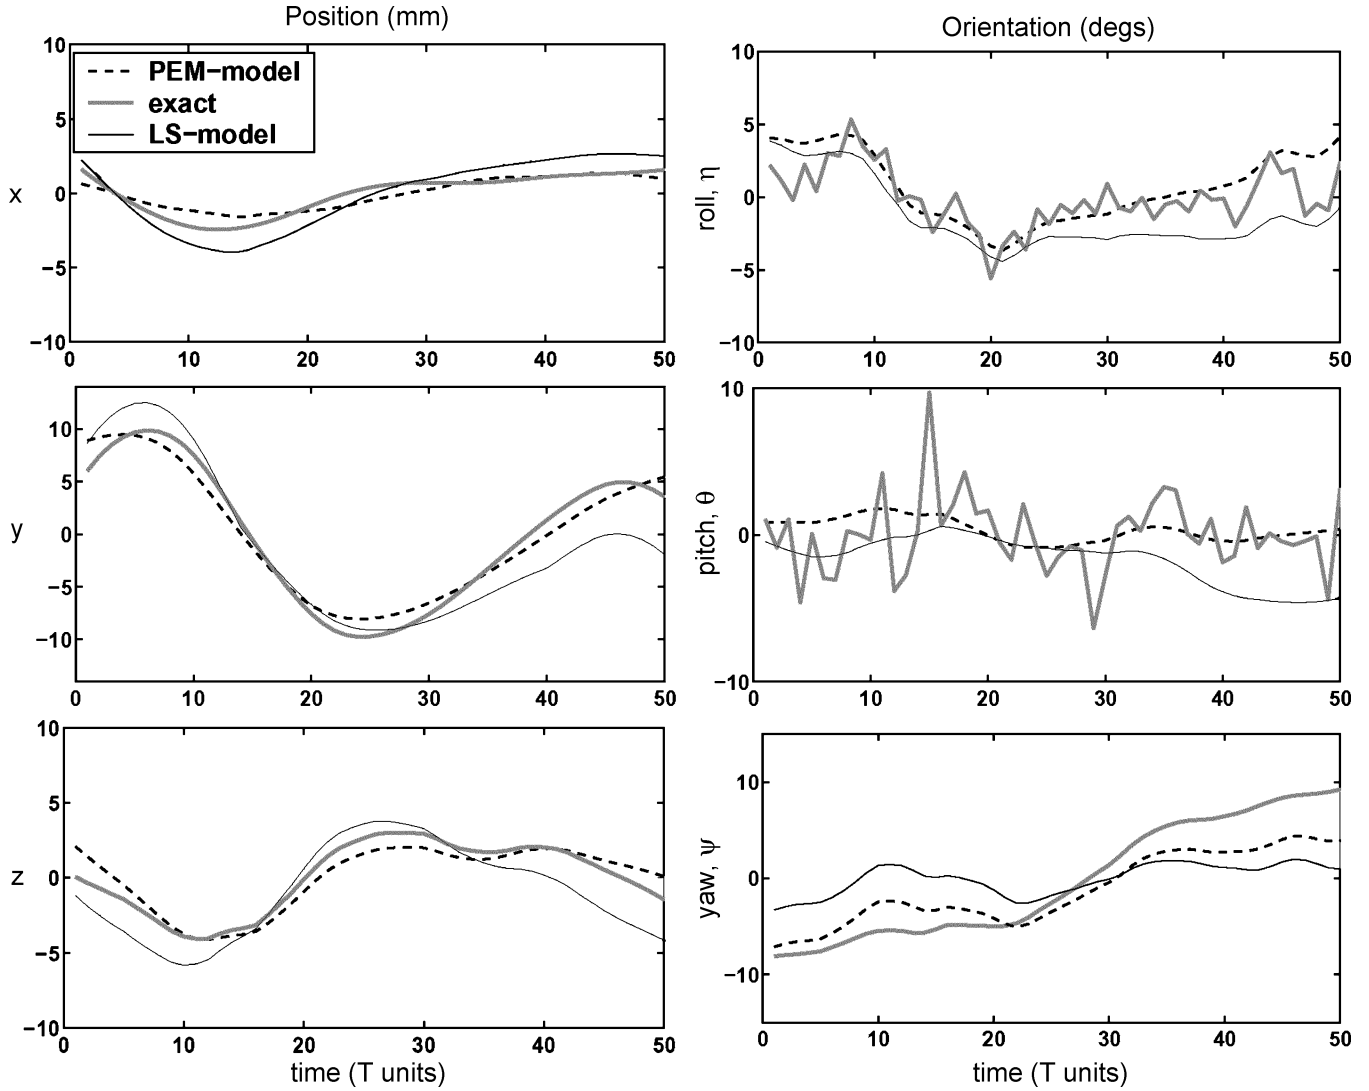 Position (mm)
Orientation (degs)
10
5
0
−5
−10
x
PEM−model
exact
LS−model
0 10 20 30 40 50
10
5
0
−5
−10
roll, η
0 10 20 30 40 50
10
5
0
−5
−10
y
0 10 20 30 40 50
10
0
−10
pitch, θ
0 10 20 30 40 50
10
5
0
−5
−10
z
0 10 20 30 40 50
time (T units)
10
0
−10
yaw, ψ
0 10 20 30 40 50
time (T units)